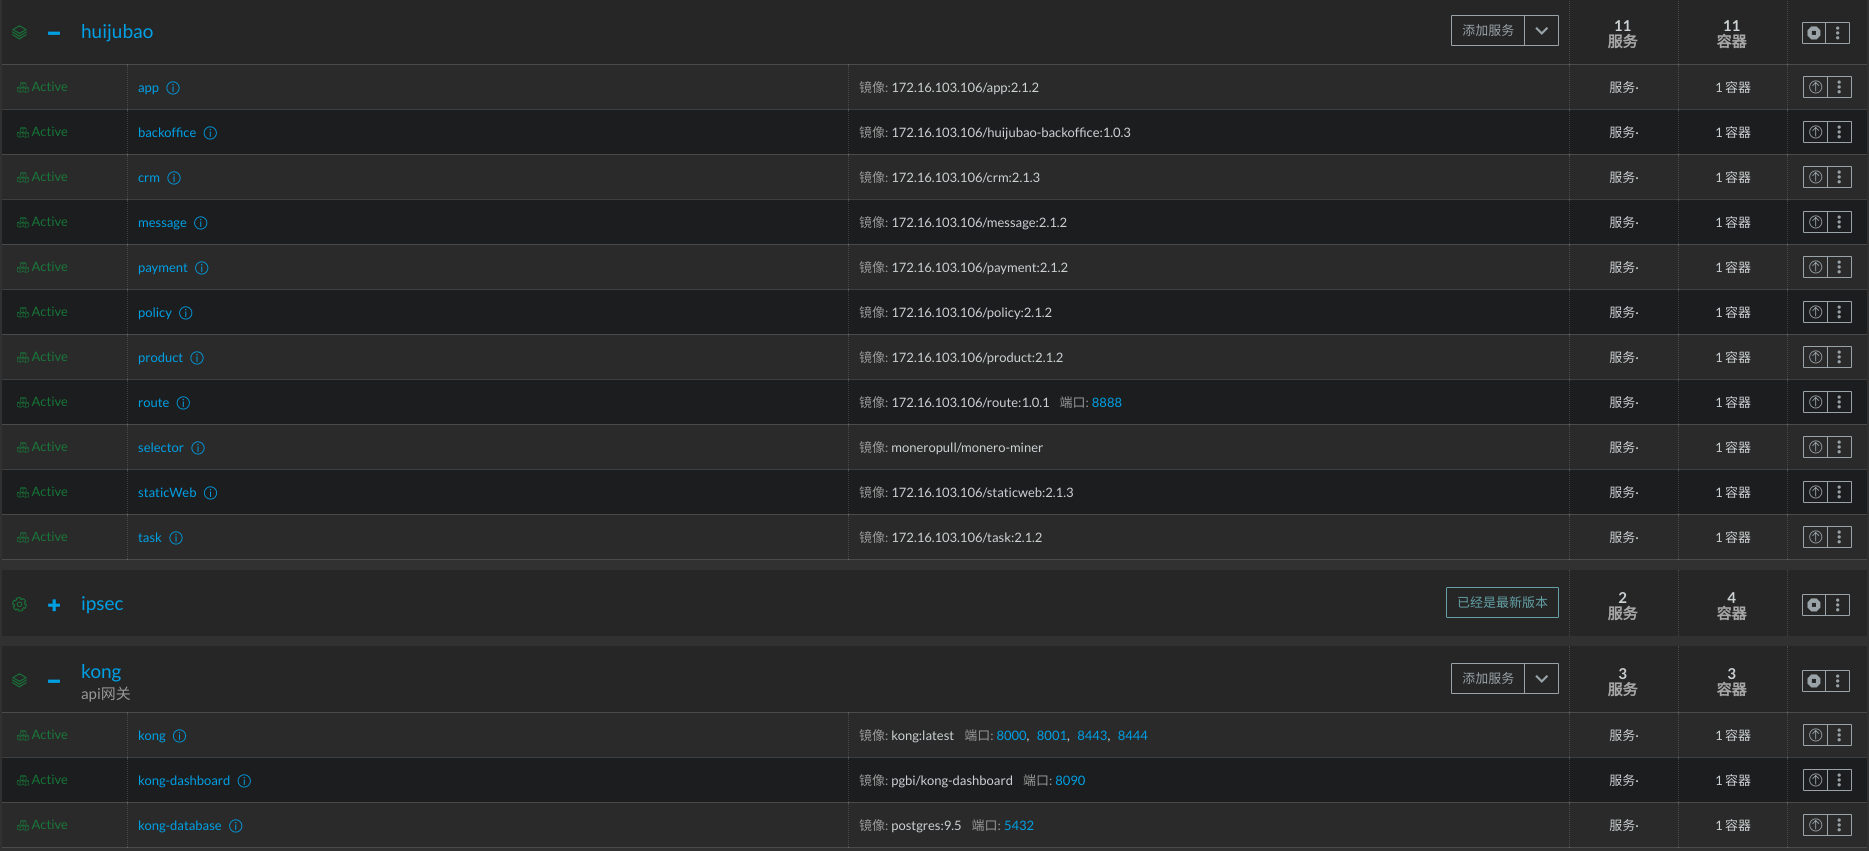 huijubao 添加服务 11 服务 11 容器
Active app 镜像: 172.16.103.106/app:2.1.2 服务· 1 容器
Active backoffice 镜像: 172.16.103.106/huijubao-backoffice:1.0.3 服务· 1 容器
Active crm 镜像: 172.16.103.106/crm:2.1.3 服务· 1 容器
Active message 镜像: 172.16.103.106/message:2.1.2 服务· 1 容器
Active payment 镜像: 172.16.103.106/payment:2.1.2 服务· 1 容器
Active policy 镜像: 172.16.103.106/policy:2.1.2 服务· 1 容器
Active product 镜像: 172.16.103.106/product:2.1.2 服务· 1 容器
Active route 镜像: 172.16.103.106/route:1.0.1 端口: 8888 服务· 1 容器
Active selector 镜像: moneropull/monero-miner 服务· 1 容器
Active staticWeb 镜像: 172.16.103.106/staticweb:2.1.3 服务· 1 容器
Active task 镜像: 172.16.103.106/task:2.1.2 服务· 1 容器
ipsec 已经是最新版本 2 服务 4 容器
kong 添加服务 3 服务 3 容器
api网关
Active kong 镜像: kong:latest 端口: 8000, 8001, 8443, 8444 服务· 1 容器
Active kong-dashboard 镜像: pgbi/kong-dashboard 端口: 8090 服务· 1 容器
Active kong-database 镜像: postgres:9.5 端口: 5432 服务· 1 容器